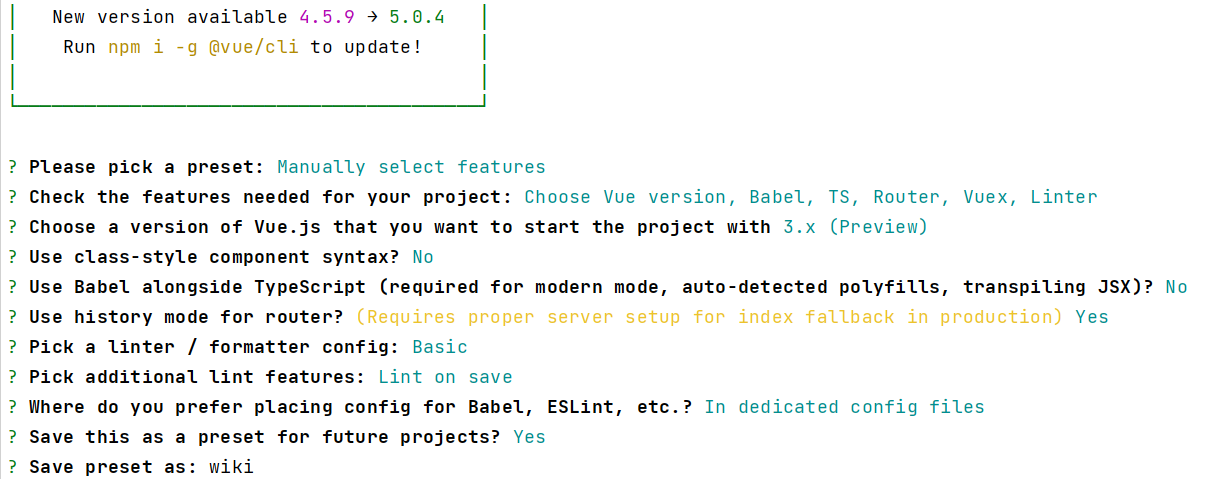 New version available 4.5.9 → 5.0.4
Run npm i -g @vue/cli to update!
? Please pick a preset: Manually select features
? Check the features needed for your project: Choose Vue version, Babel, TS, Router, Vuex, Linter
? Choose a version of Vue.js that you want to start the project with 3.x (Preview)
? Use class-style component syntax? No
? Use Babel alongside TypeScript (required for modern mode, auto-detected polyfills, transpiling JSX)? No
? Use history mode for router? (Requires proper server setup for index fallback in production) Yes
? Pick a linter / formatter config: Basic
? Pick additional lint features: Lint on save
? Where do you prefer placing config for Babel, ESLint, etc.? In dedicated config files
? Save this as a preset for future projects? Yes
? Save preset as: wiki